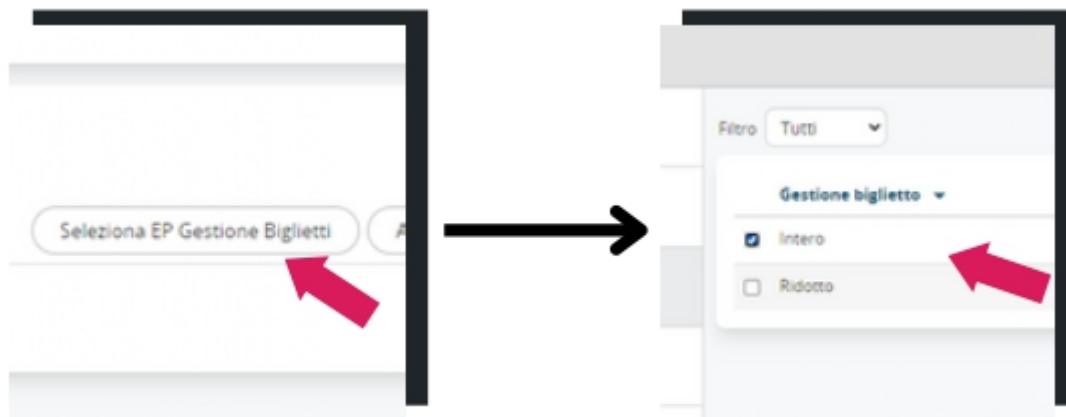 Seleziona EP Gestione Biglietti
Filtro Tutti
Gestione biglietto
Intero
Ridotto